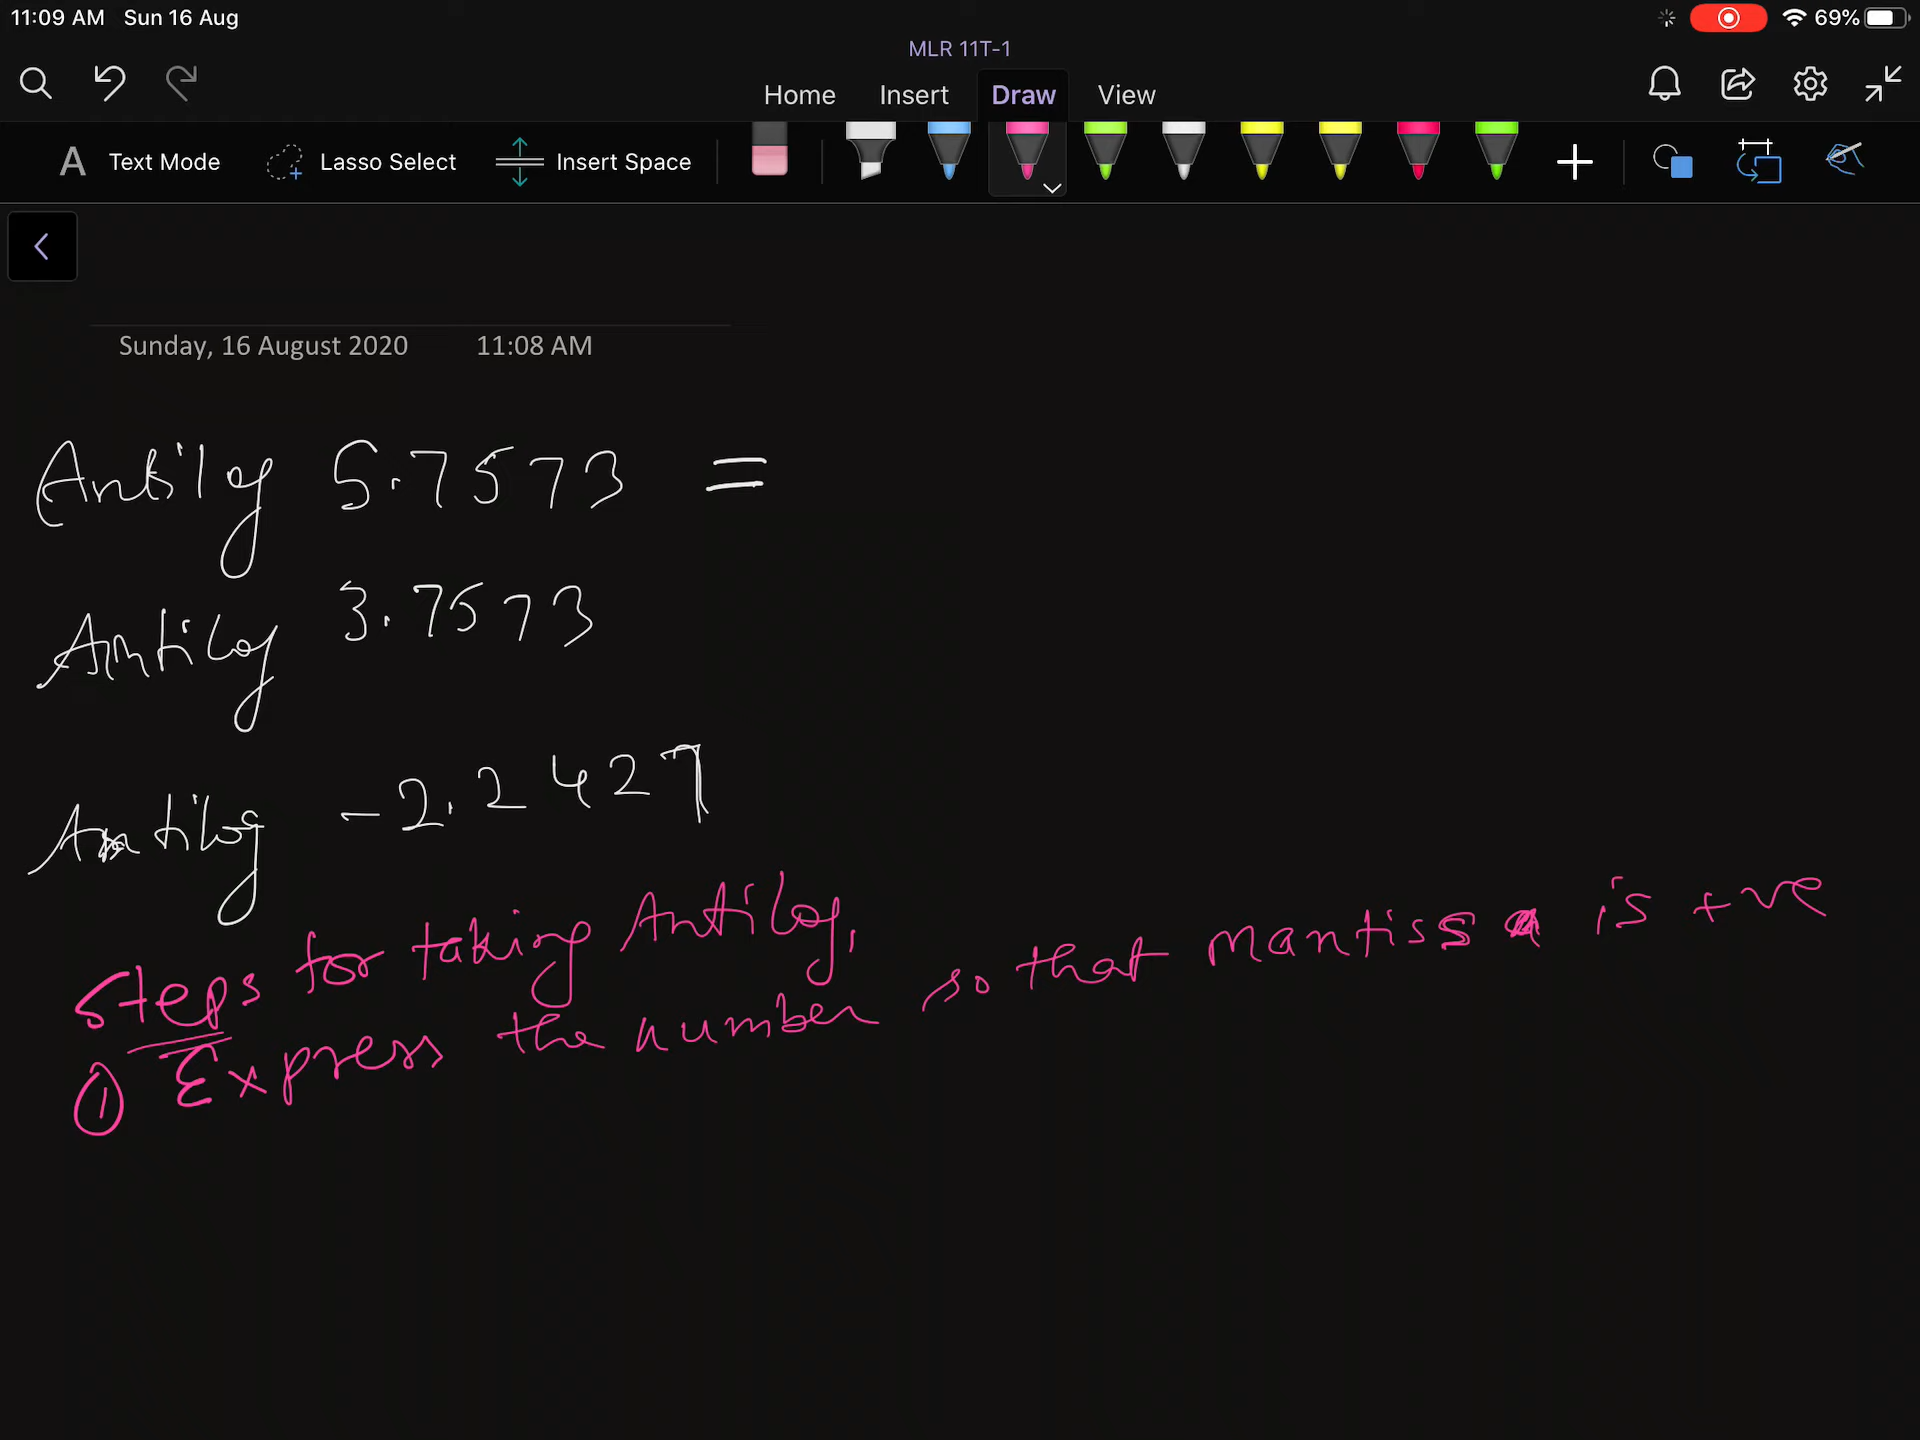 11:09 AM Sun 16 Aug 69%
MLR 11T-1
Home Insert Draw View
A Text Mode Lasso Select Insert Space
Sunday, 16 August 2020 11:08 AM
Antilog 5.7573 =
Antilog 3.7573
Antilog -2.2427
Steps for taking Antilog,
① Express the number so that mantissa is +ve